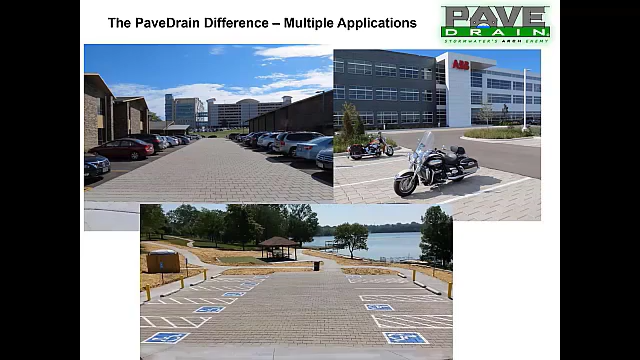 The PaveDrain Difference – Multiple Applications
PAVE
DRAIN
STORMWATER'S ARCH ENEMY
ABB